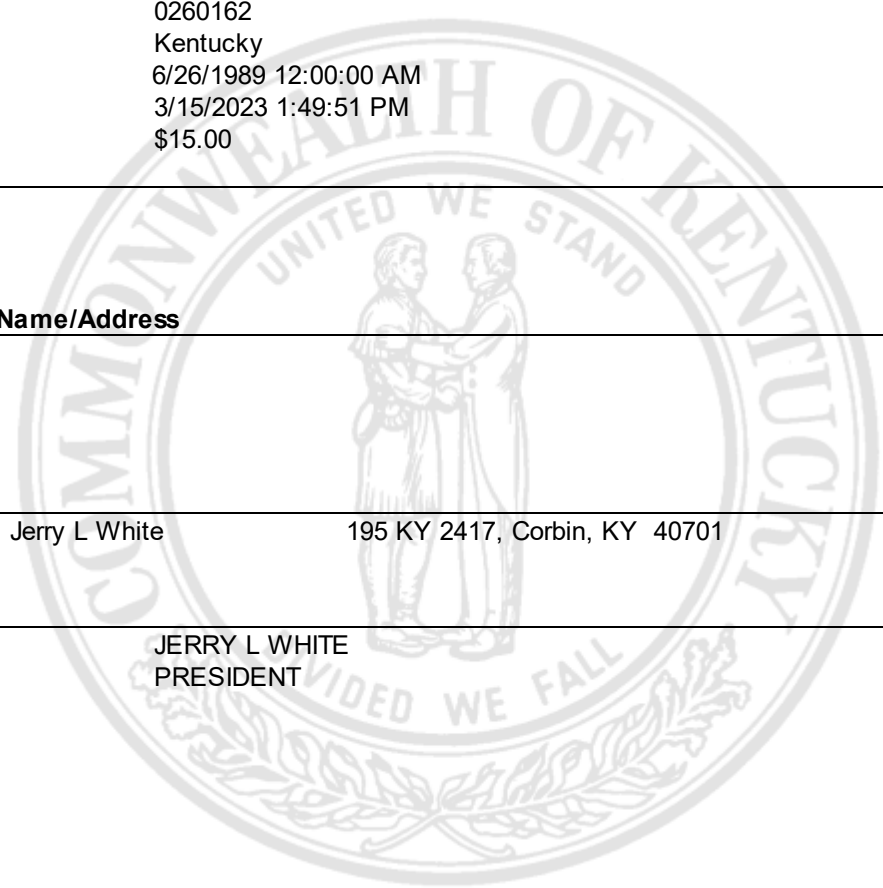 0260162
Kentucky
6/26/1989 12:00:00 AM
3/15/2023 1:49:51 PM
$15.00
COMMONWEALTH OF KENTUCKY
UNITED WE STAND
Name/Address
Jerry L White 195 KY 2417, Corbin, KY 40701
JERRY L WHITE
PRESIDENT
DIVIDED WE FALL